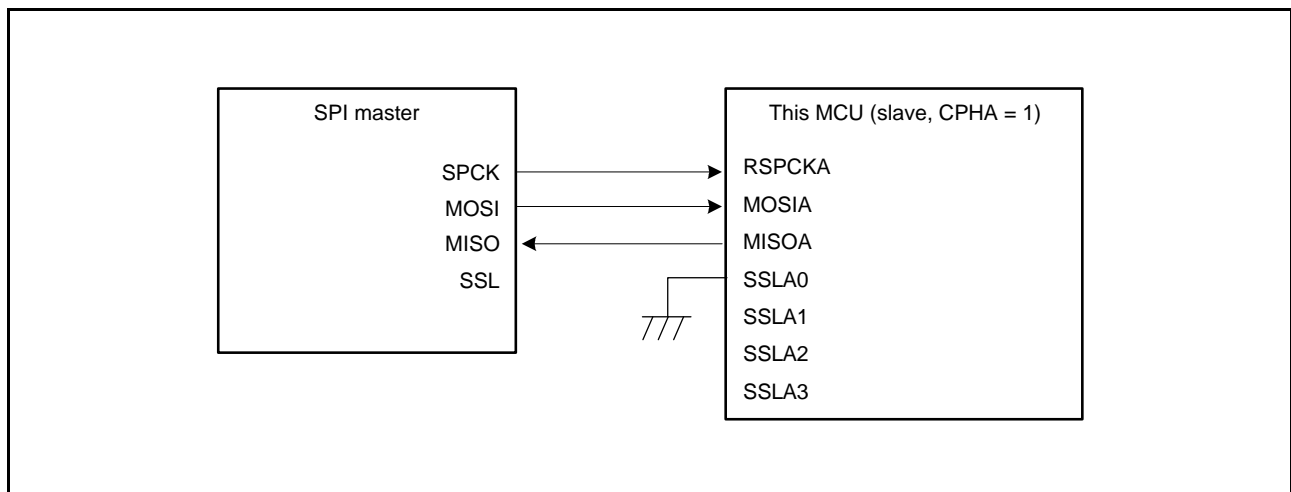 SPI master
SPCK
MOSI
MISO
SSL
This MCU (slave, CPHA = 1)
RSPCKA
MOSIA
MISOA
SSLA0
SSLA1
SSLA2
SSLA3